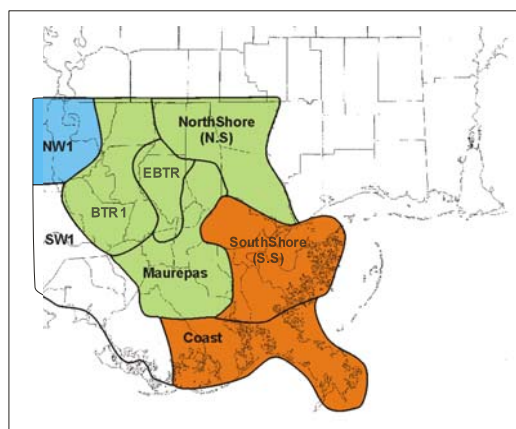 NorthShore
(N.S)
NW1
EBTR
BTR1
SW1
SouthShore
(S.S)
Maurepas
Coast